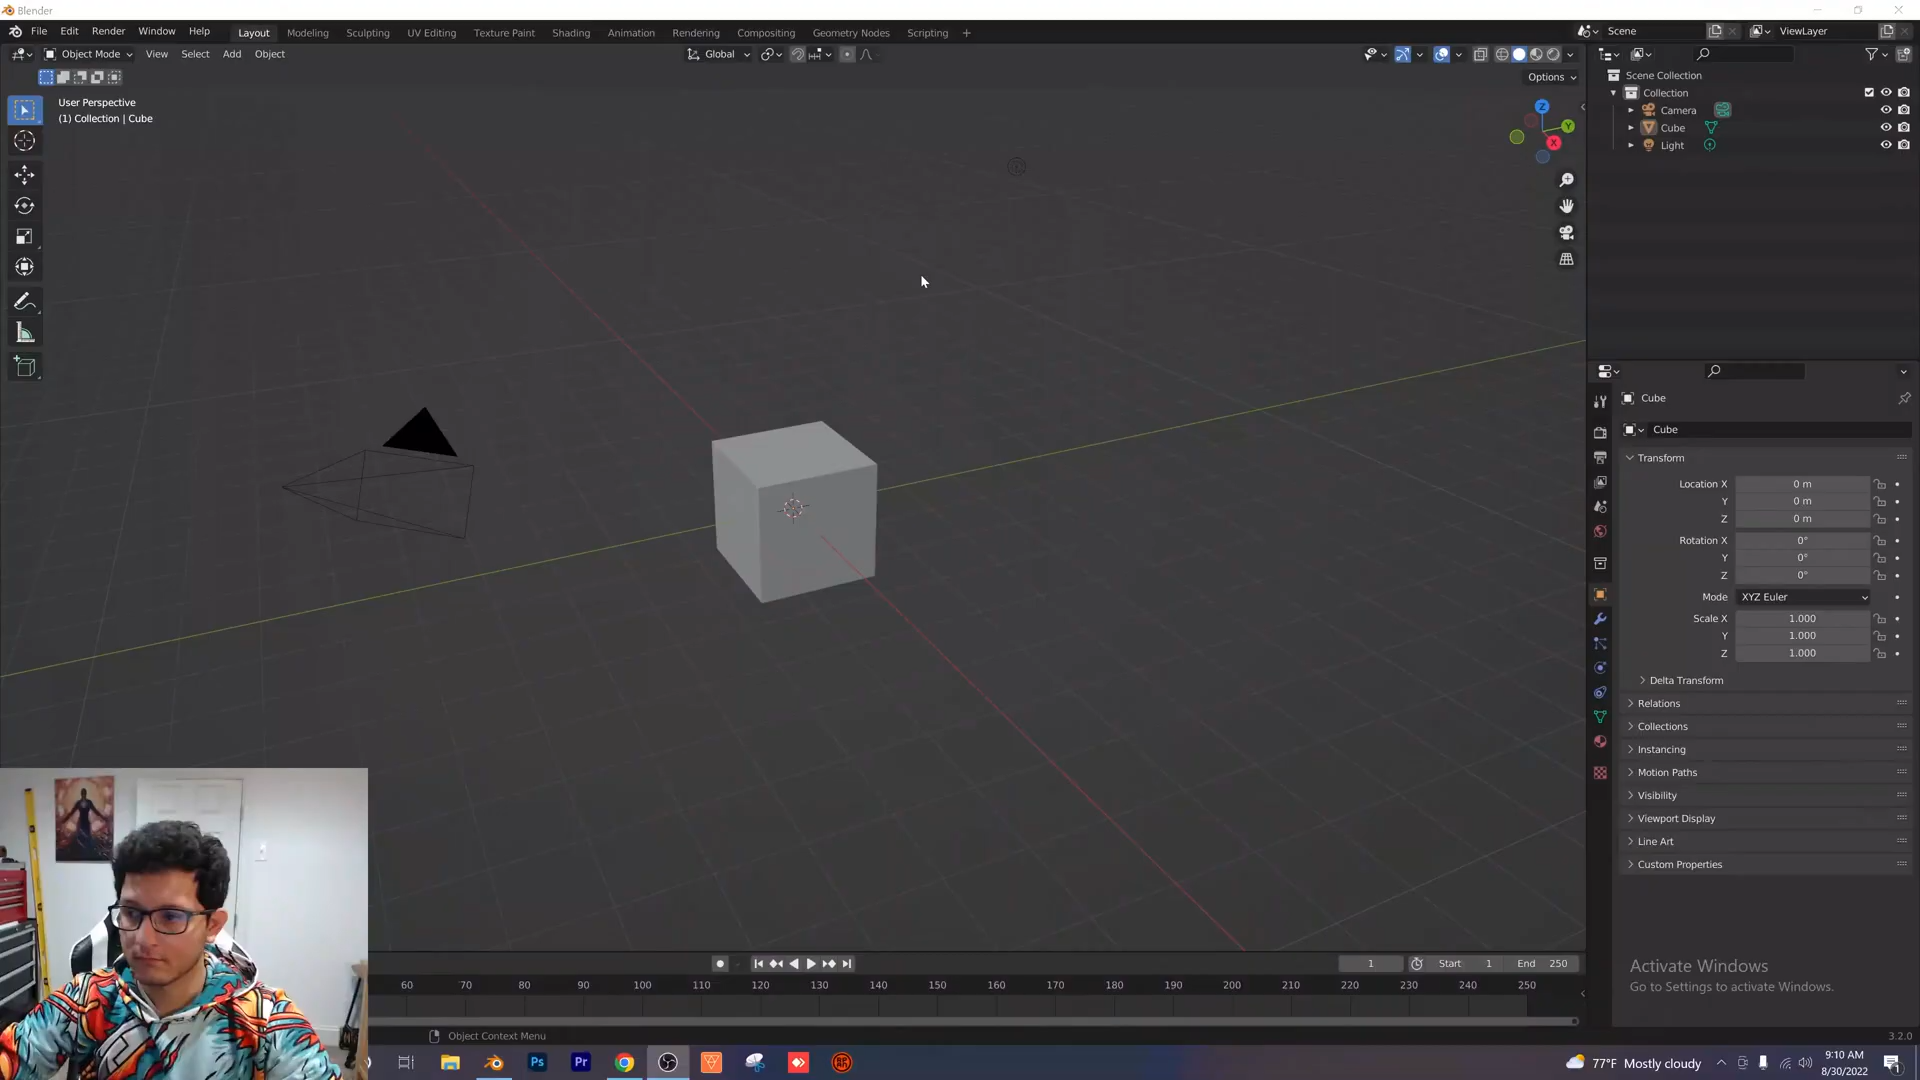 Blender
File Edit Render Window Help Layout Modeling Sculpting UV Editing Texture Paint Shading Animation Rendering Compositing Geometry Nodes Scripting + Scene ViewLayer
Object Mode View Select Add Object Global
Options
User Perspective
(1) Collection | Cube
Z
Y
X
Scene Collection
Collection
Camera
Cube
Light
Cube
Cube
Transform
Location X 0 m
Y 0 m
Z 0 m
Rotation X 0°
Y 0°
Z 0°
Mode XYZ Euler
Scale X 1.000
Y 1.000
Z 1.000
Delta Transform
Relations
Collections
Instancing
Motion Paths
Visibility
Viewport Display
Line Art
Custom Properties
Activate Windows
Go to Settings to activate Windows.
1 Start 1 End 250
60 70 80 90 100 110 120 130 140 150 160 170 180 190 200 210 220 230 240 250
Object Context Menu
3.2.0
Ps Pr
77°F Mostly cloudy
9:10 AM
8/30/2022
1